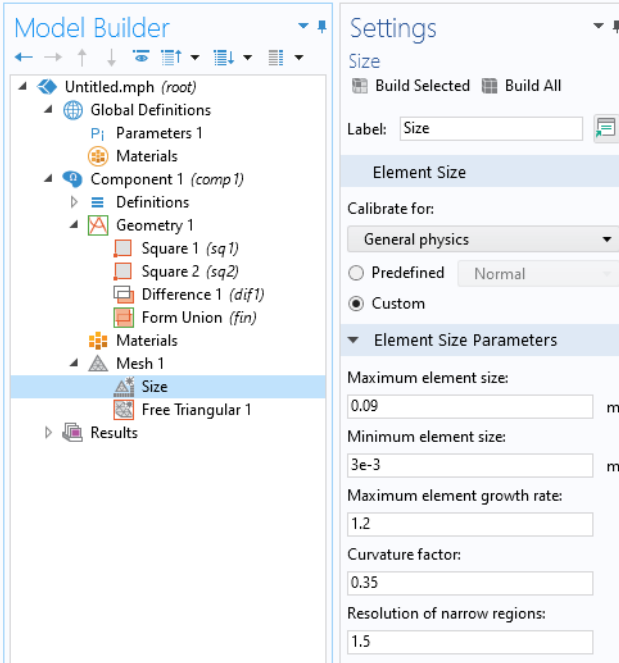 Model Builder
Untitled.mph (root)
Global Definitions
Pi Parameters 1
Materials
Component 1 (comp1)
Definitions
Geometry 1
Square 1 (sq1)
Square 2 (sq2)
Difference 1 (dif1)
Form Union (fin)
Materials
Mesh 1
Size
Free Triangular 1
Results
Settings
Size
Build Selected Build All
Label: Size
Element Size
Calibrate for:
General physics
Predefined Normal
Custom
Element Size Parameters
Maximum element size:
0.09 m
Minimum element size:
3e-3 m
Maximum element growth rate:
1.2
Curvature factor:
0.35
Resolution of narrow regions:
1.5